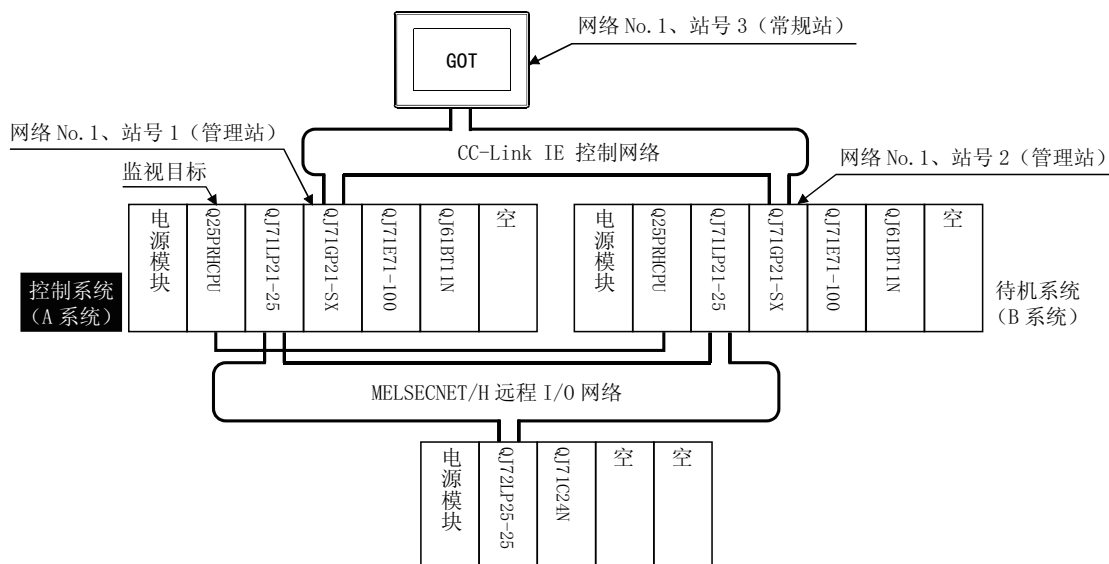 GOT
网络 No.1、站号 3（常规站）
网络 No.1、站号 1（管理站）
CC-Link IE 控制网络
网络 No.1、站号 2（管理站）
监视目标
电源模块
Q25PRHCPU
QJ71LP21-25
QJ71GP21-SX
QJ71E71-100
QJ61BT11N
空
电源模块
Q25PRHCPU
QJ71LP21-25
QJ71GP21-SX
QJ71E71-100
QJ61BT11N
空
控制系统
（A 系统）
待机系统
（B 系统）
MELSECNET/H 远程 I/O 网络
电源模块
QJ72LP25-25
QJ71C24N
空
空